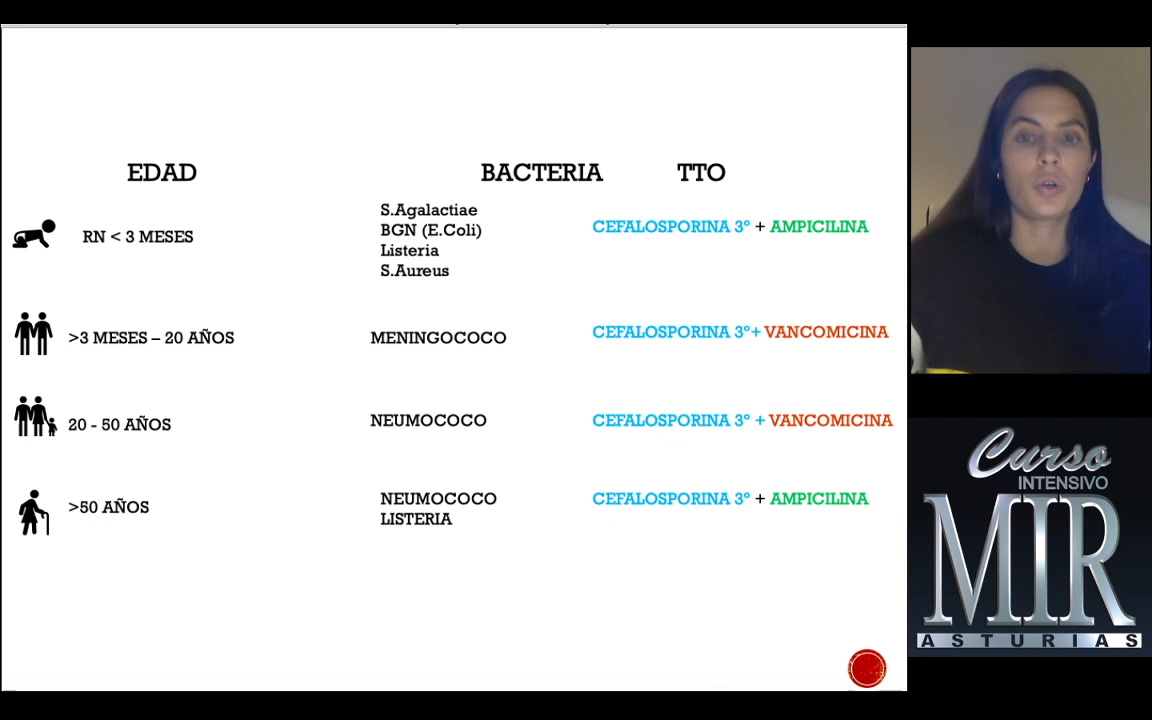 EDAD BACTERIA TTO
RN < 3 MESES
S.Agalactiae
BGN (E.Coli)
Listeria
S.Aureus
CEFALOSPORINA 3º + AMPICILINA
>3 MESES – 20 AÑOS
MENINGOCOCO
CEFALOSPORINA 3º+ VANCOMICINA
20 - 50 AÑOS
NEUMOCOCO
CEFALOSPORINA 3º + VANCOMICINA
>50 AÑOS
NEUMOCOCO
LISTERIA
CEFALOSPORINA 3º + AMPICILINA
Curso
INTENSIVO
MIR
ASTURIAS